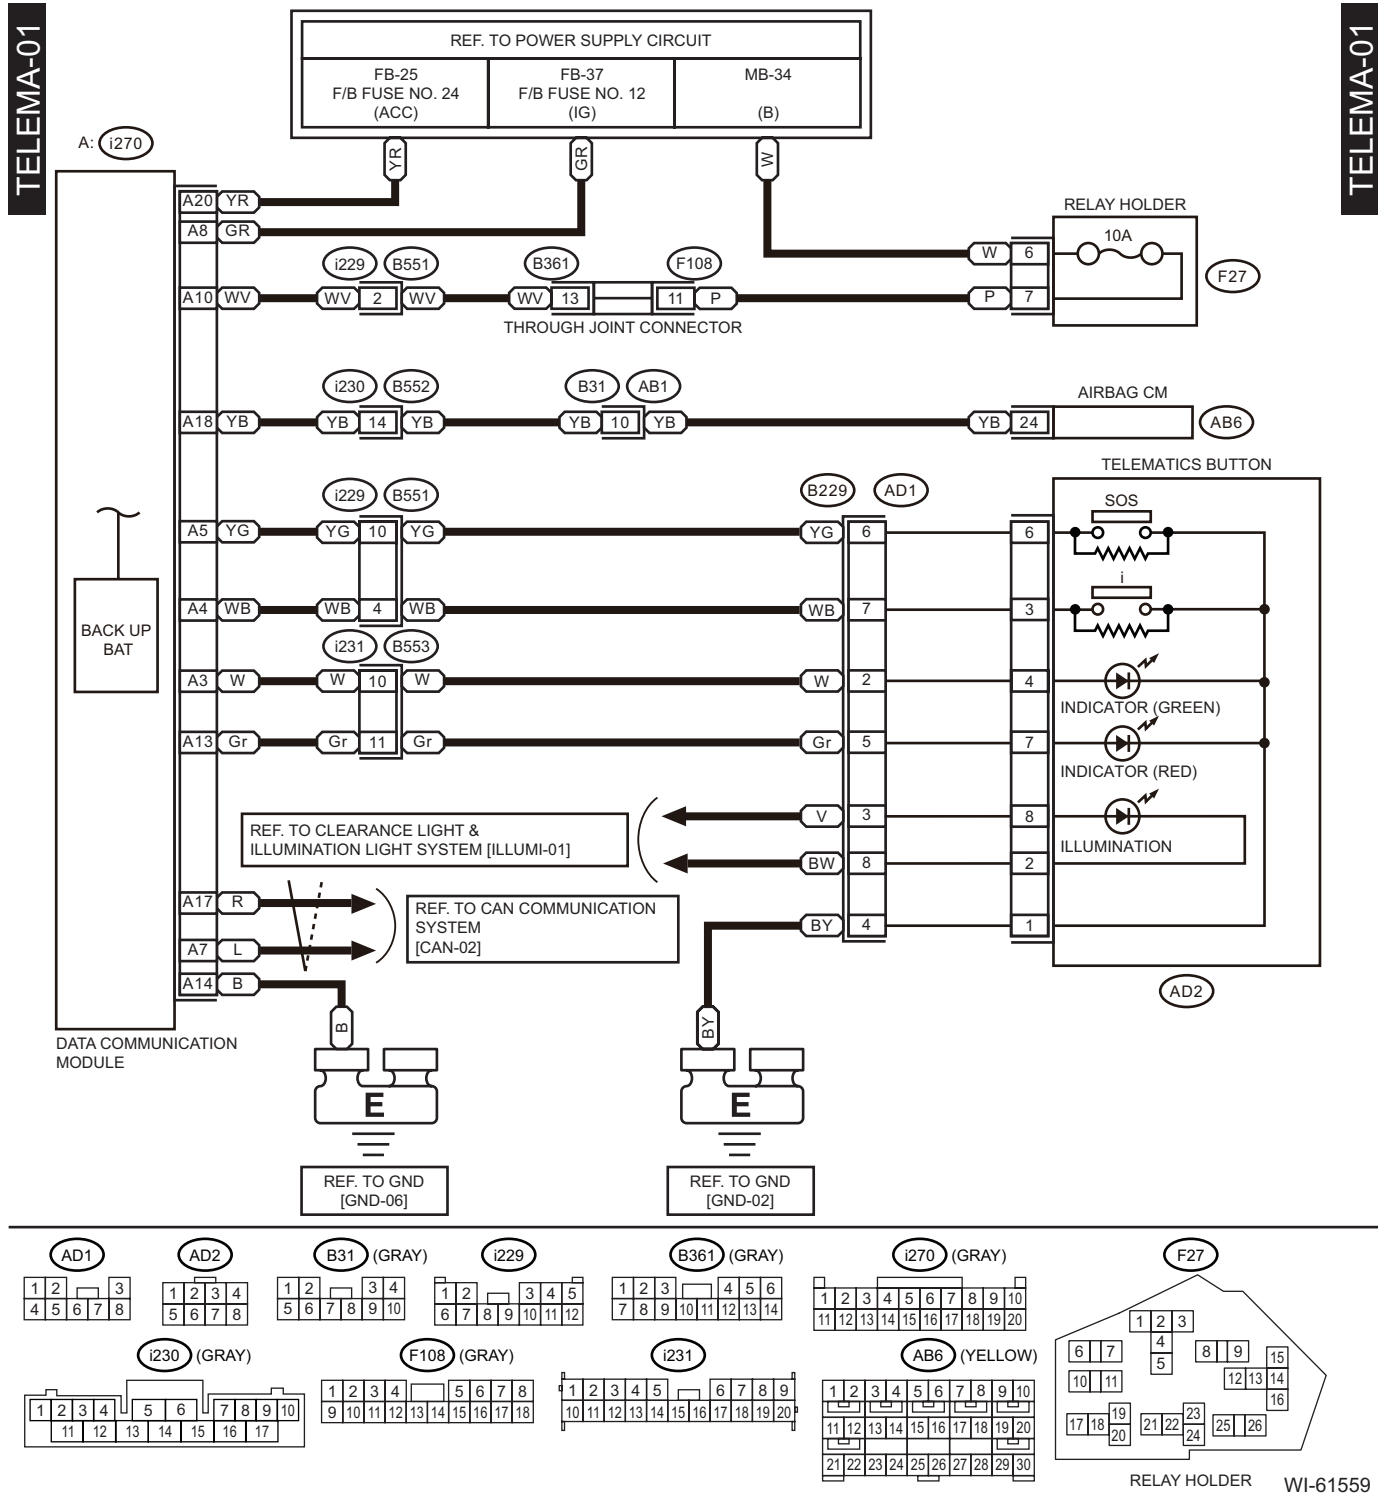 TELEMA-01
TELEMA-01
REF. TO POWER SUPPLY CIRCUIT
FB-25
F/B FUSE NO. 24
(ACC)
FB-37
F/B FUSE NO. 12
(IG)
MB-34
(B)
YR
GR
W
A: i270
A20 YR
A8 GR
RELAY HOLDER
10A
W 6
F27
i229 B551
B361
F108
A10 WV
WV 2 WV
WV 13
11 P
P 7
THROUGH JOINT CONNECTOR
i230 B552
B31 AB1
AIRBAG CM
A18 YB
YB 14 YB
YB 10 YB
YB 24
AB6
TELEMATICS BUTTON
i229 B551
B229 AD1
SOS
A5 YG
YG 10 YG
YG 6
6
i
A4 WB
WB 4 WB
WB 7
3
BACK UP
BAT
i231 B553
A3 W
W 10 W
W 2
4
INDICATOR (GREEN)
A13 Gr
Gr 11 Gr
Gr 5
7
INDICATOR (RED)
REF. TO CLEARANCE LIGHT &
ILLUMINATION LIGHT SYSTEM [ILLUMI-01]
V 3
8
ILLUMINATION
BW 8
2
A17 R
REF. TO CAN COMMUNICATION
SYSTEM
[CAN-02]
BY 4
1
A7 L
A14 B
AD2
B
BY
DATA COMMUNICATION
MODULE
E
E
REF. TO GND
[GND-06]
REF. TO GND
[GND-02]
AD1
1 2 3
4 5 6 7 8
AD2
1 2 3 4
5 6 7 8
B31 (GRAY)
1 2 3 4
5 6 7 8 9 10
i229
1 2 3 4 5
6 7 8 9 10 11 12
B361 (GRAY)
1 2 3 4 5 6
7 8 9 10 11 12 13 14
i270 (GRAY)
1 2 3 4 5 6 7 8 9 10
11 12 13 14 15 16 17 18 19 20
F27
1 2 3
4
5
6 7
8 9
10 11
12 13 14
15
16
17 18 19
20
21 22 23
24
25 26
RELAY HOLDER
i230 (GRAY)
1 2 3 4 5 6 7 8 9 10
11 12 13 14 15 16 17
F108 (GRAY)
1 2 3 4 5 6 7 8
9 10 11 12 13 14 15 16 17 18
i231
1 2 3 4 5 6 7 8 9
10 11 12 13 14 15 16 17 18 19 20
AB6 (YELLOW)
1 2 3 4 5 6 7 8 9 10
11 12 13 14 15 16 17 18 19 20
21 22 23 24 25 26 27 28 29 30
WI-61559